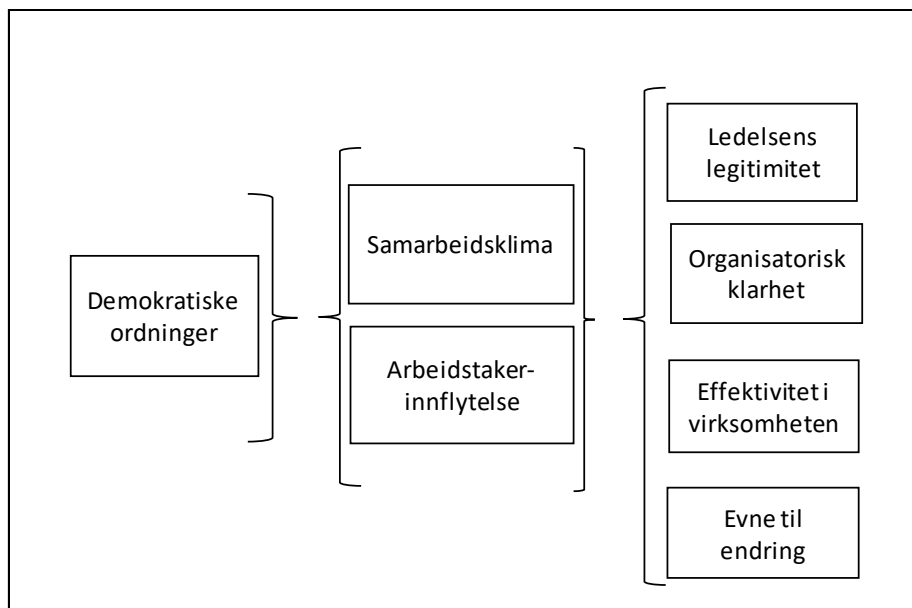 Demokratiske
ordninger
Samarbeidsklima
Arbeidstaker-
innflytelse
Ledelsens
legitimitet
Organisatorisk
klarhet
Effektivitet i
virksomheten
Evne til
endring